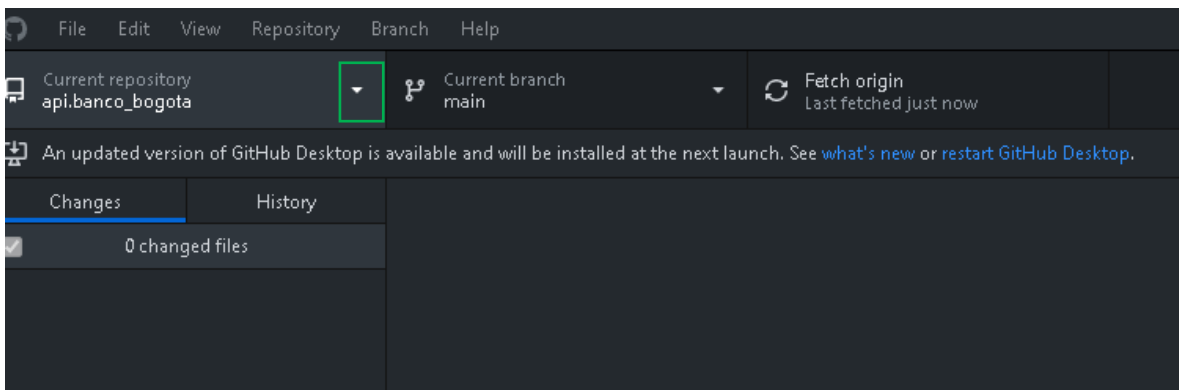 File Edit View Repository Branch Help
Current repository
api.banco_bogota
Current branch
main
Fetch origin
Last fetched just now
An updated version of GitHub Desktop is available and will be installed at the next launch. See what's new or restart GitHub Desktop.
Changes History
0 changed files